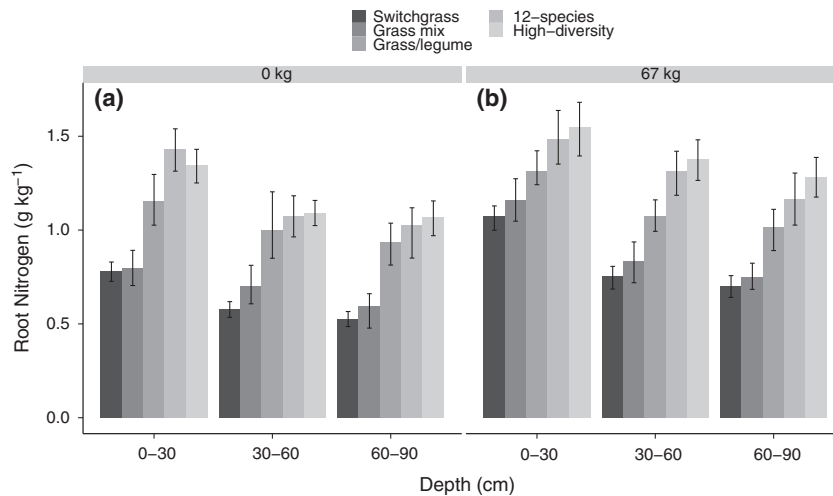 Switchgrass
Grass mix
Grass/legume
12−species
High−diversity
0 kg
67 kg
(a)
(b)
Root Nitrogen (g kg⁻¹)
1.5
1.0
0.5
0.0
0−30
30−60
60−90
0−30
30−60
60−90
Depth (cm)